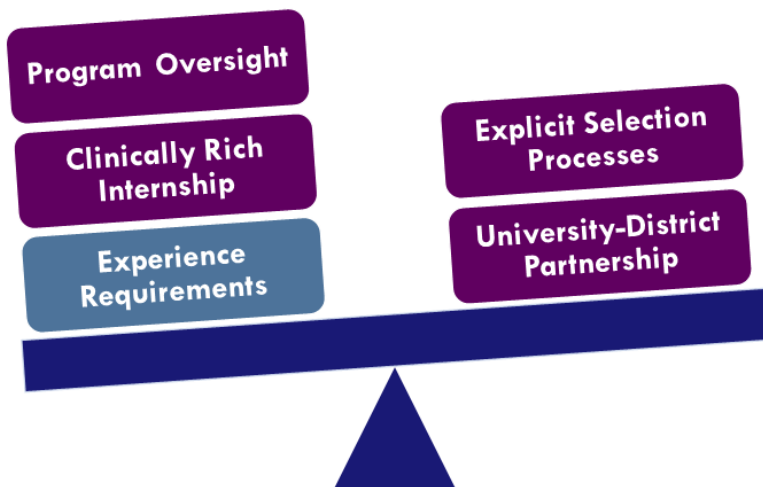 Program Oversight
Clinically Rich
Internship
Experience
Requirements
Explicit Selection
Processes
University-District
Partnership